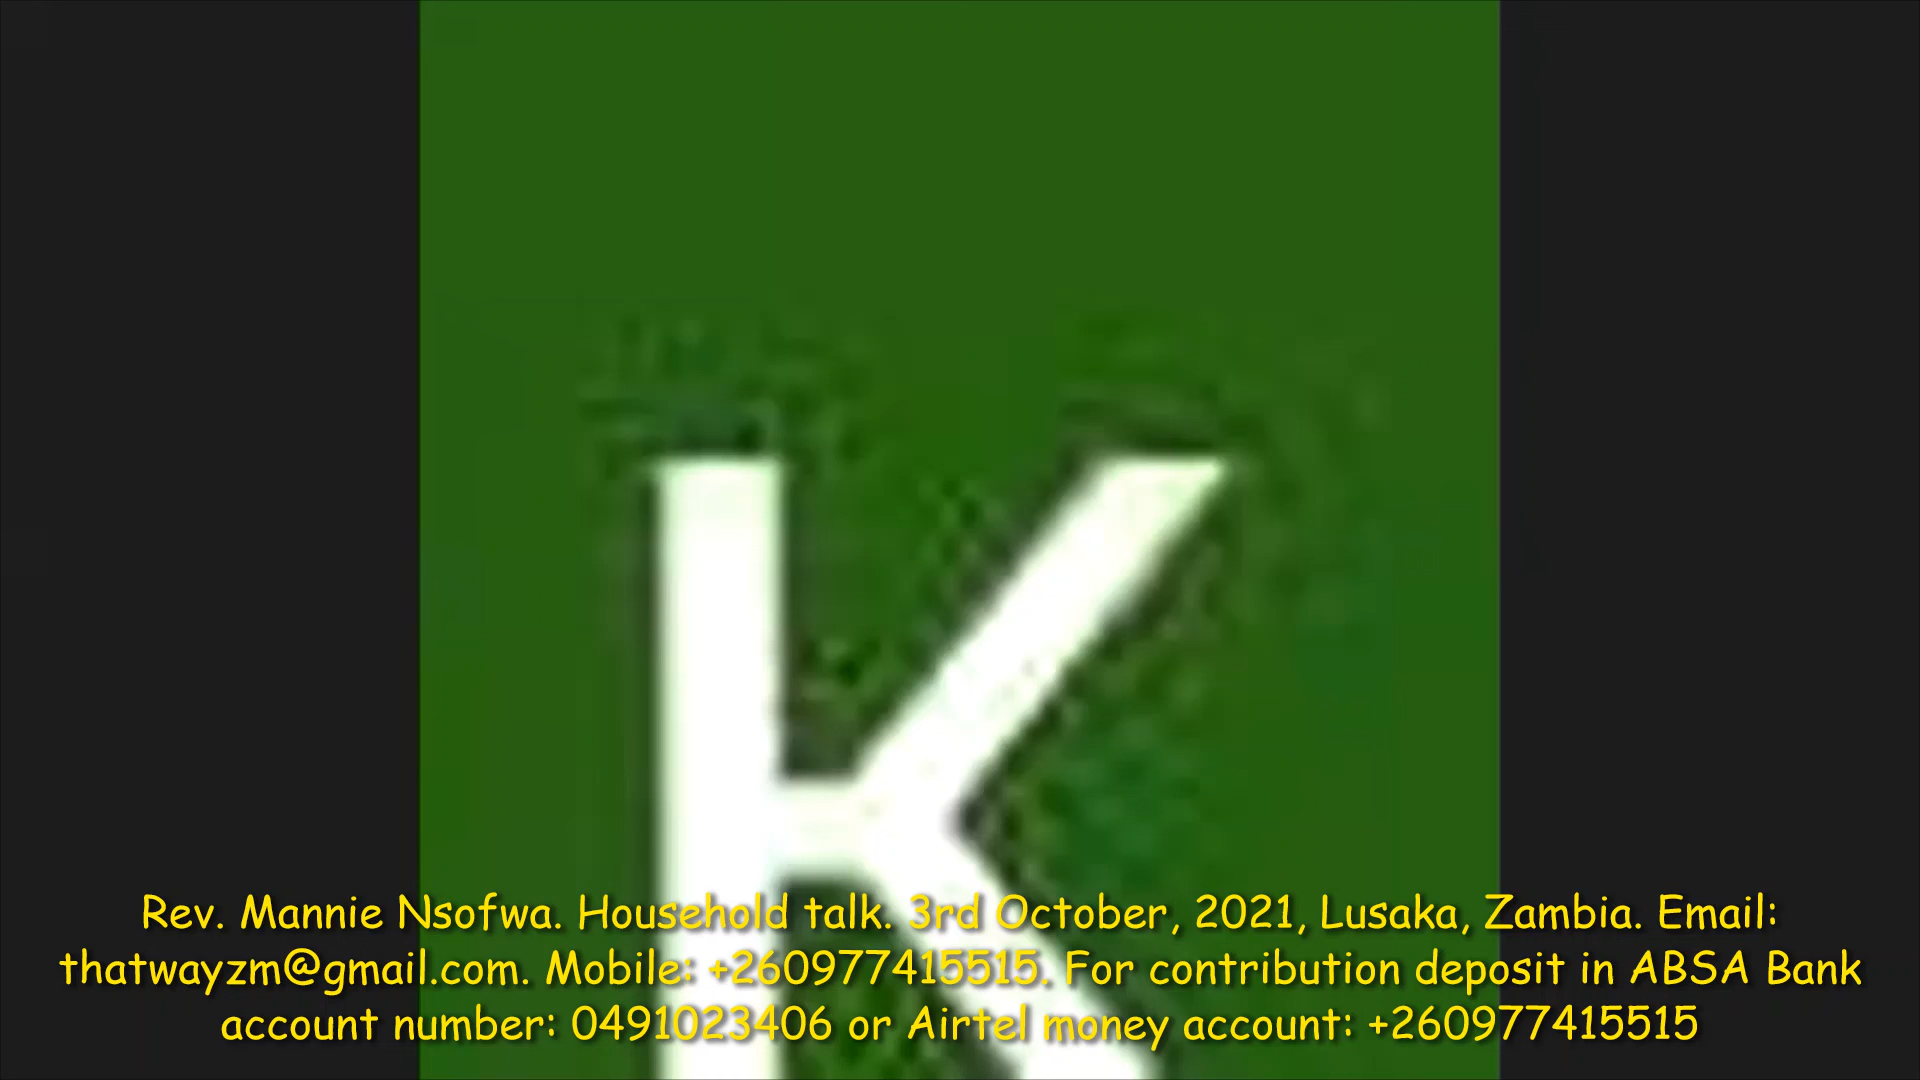 K
Rev. Mannie Nsofwa. Household talk. 3rd October, 2021, Lusaka, Zambia. Email:
thatwayzm@gmail.com. Mobile: +260977415515. For contribution deposit in ABSA Bank
account number: 0491023406 or Airtel money account: +260977415515